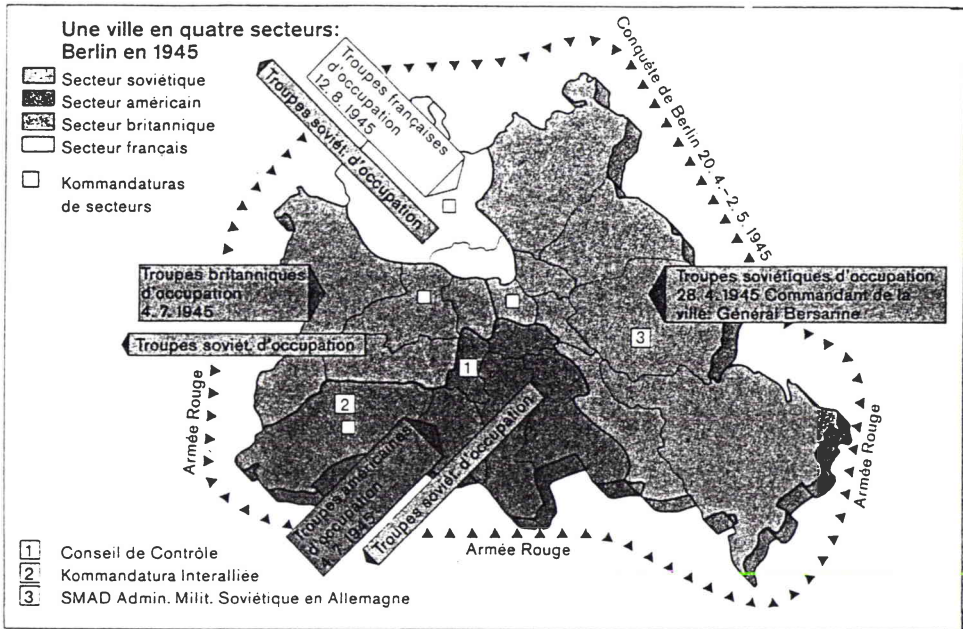 Une ville en quatre secteurs:
Berlin en 1945
Secteur soviétique
Secteur américain
Secteur britannique
Secteur français
Kommandaturas
de secteurs
Troupes françaises
d'occupation
12. 8. 1945
Troupes soviét. d'occupation
Conquête de Berlin 20. 4.–2. 5. 1945
Troupes britanniques
d'occupation
4. 7. 1945
Troupes soviét. d'occupation
Troupes soviétiques d'occupation
28. 4. 1945 Commandant de la
ville: Général Bersarine
3
1
2
Armée Rouge
Armée Rouge
Troupes américaines
d'occupation
4. 7. 1945
Troupes soviét. d'occupation
Armée Rouge
1 Conseil de Contrôle
2 Kommandatura Interalliée
3 SMAD Admin. Milit. Soviétique en Allemagne